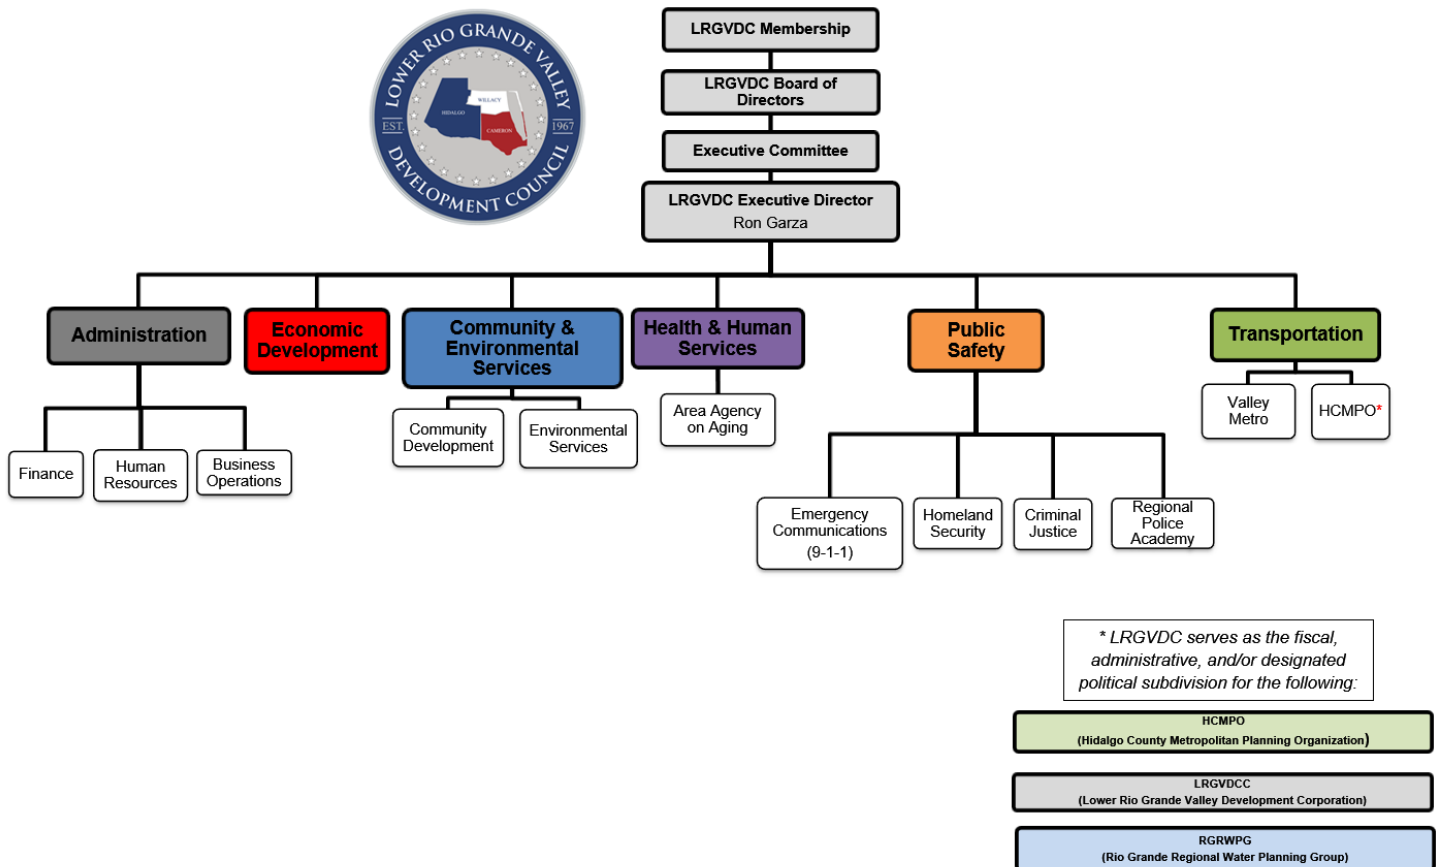 LOWER RIO GRANDE VALLEY
EST.
1967
DEVELOPMENT COUNCIL
WILLACY
HIDALGO
CAMERON
LRGVDC Membership
LRGVDC Board of
Directors
Executive Committee
LRGVDC Executive Director
Ron Garza
Administration
Economic
Development
Community &
Environmental
Services
Health & Human
Services
Public
Safety
Transportation
Finance
Human
Resources
Business
Operations
Community
Development
Environmental
Services
Area Agency
on Aging
Emergency
Communications
(9-1-1)
Homeland
Security
Criminal
Justice
Regional
Police
Academy
Valley
Metro
HCMPO*
* LRGVDC serves as the fiscal,
administrative, and/or designated
political subdivision for the following:
HCMPO
(Hidalgo County Metropolitan Planning Organization)
LRGVDCC
(Lower Rio Grande Valley Development Corporation)
RGRWPG
(Rio Grande Regional Water Planning Group)